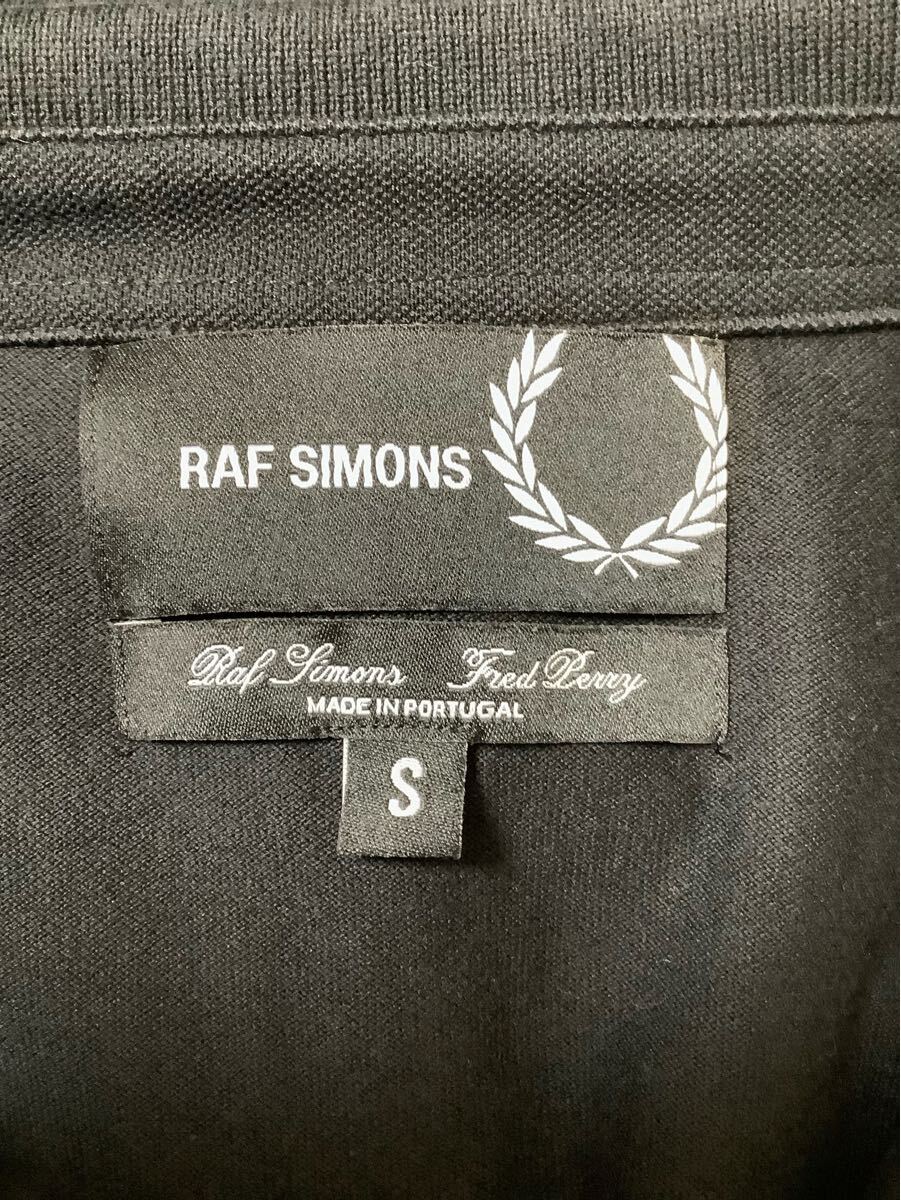 RAF SIMONS
Raf Simons Fred Perry
MADE IN PORTUGAL
S